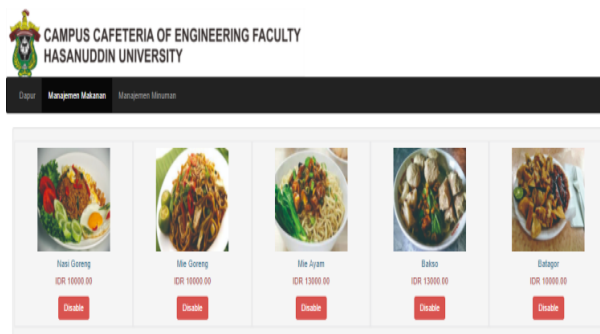 CAMPUS CAFETERIA OF ENGINEERING FACULTY
HASANUDDIN UNIVERSITY
Dapur Manajemen Makanan Manajemen Minuman
Nasi Goreng Mie Goreng Mie Ayam Bakso Batagor
IDR 10000.00 IDR 10000.00 IDR 13000.00 IDR 13000.00 IDR 10000.00
Disable Disable Disable Disable Disable